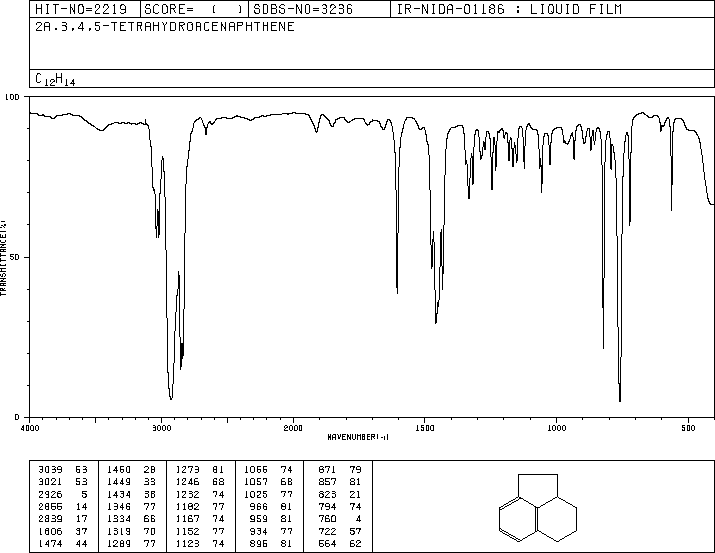 HIT-NO=2219 SCORE= ( ) SDBS-NO=3236 IR-NIDA-01186 : LIQUID FILM
2A,3,4,5-TETRAHYDROACENAPHTHENE
C12H14
100
50
0
TRANSMITTANCE(%)
4000 3000 2000 1500 1000 500
WAVENUMBER(-1)
3039 53 1460 28 1273 81 1066 74 871 79
3021 53 1449 33 1246 68 1057 68 857 81
2926 5 1434 38 1232 74 1025 77 823 21
2855 14 1346 77 1182 77 966 81 794 74
2839 17 1334 66 1167 74 959 81 760 4
1606 37 1319 70 1152 77 934 77 722 57
1474 44 1289 77 1123 74 896 81 564 62